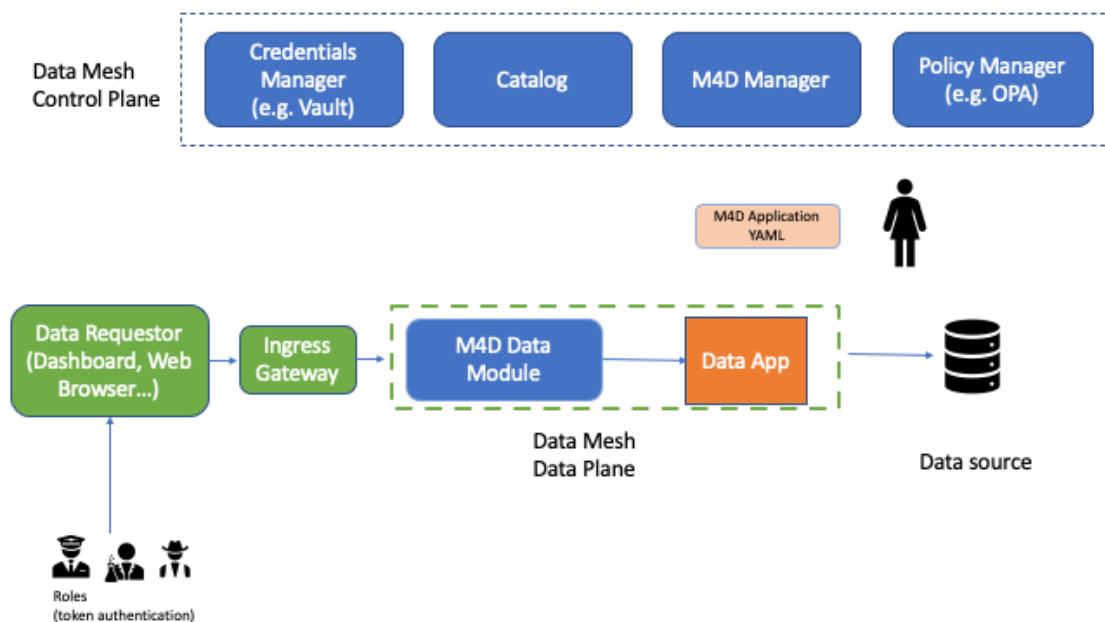 Data Mesh
Control Plane
Credentials
Manager
(e.g. Vault)
Catalog
M4D Manager
Policy Manager
(e.g. OPA)
M4D Application
YAML
Data Requestor
(Dashboard, Web
Browser...)
Ingress
Gateway
M4D Data
Module
Data App
Data Mesh
Data Plane
Data source
Roles
(token authentication)